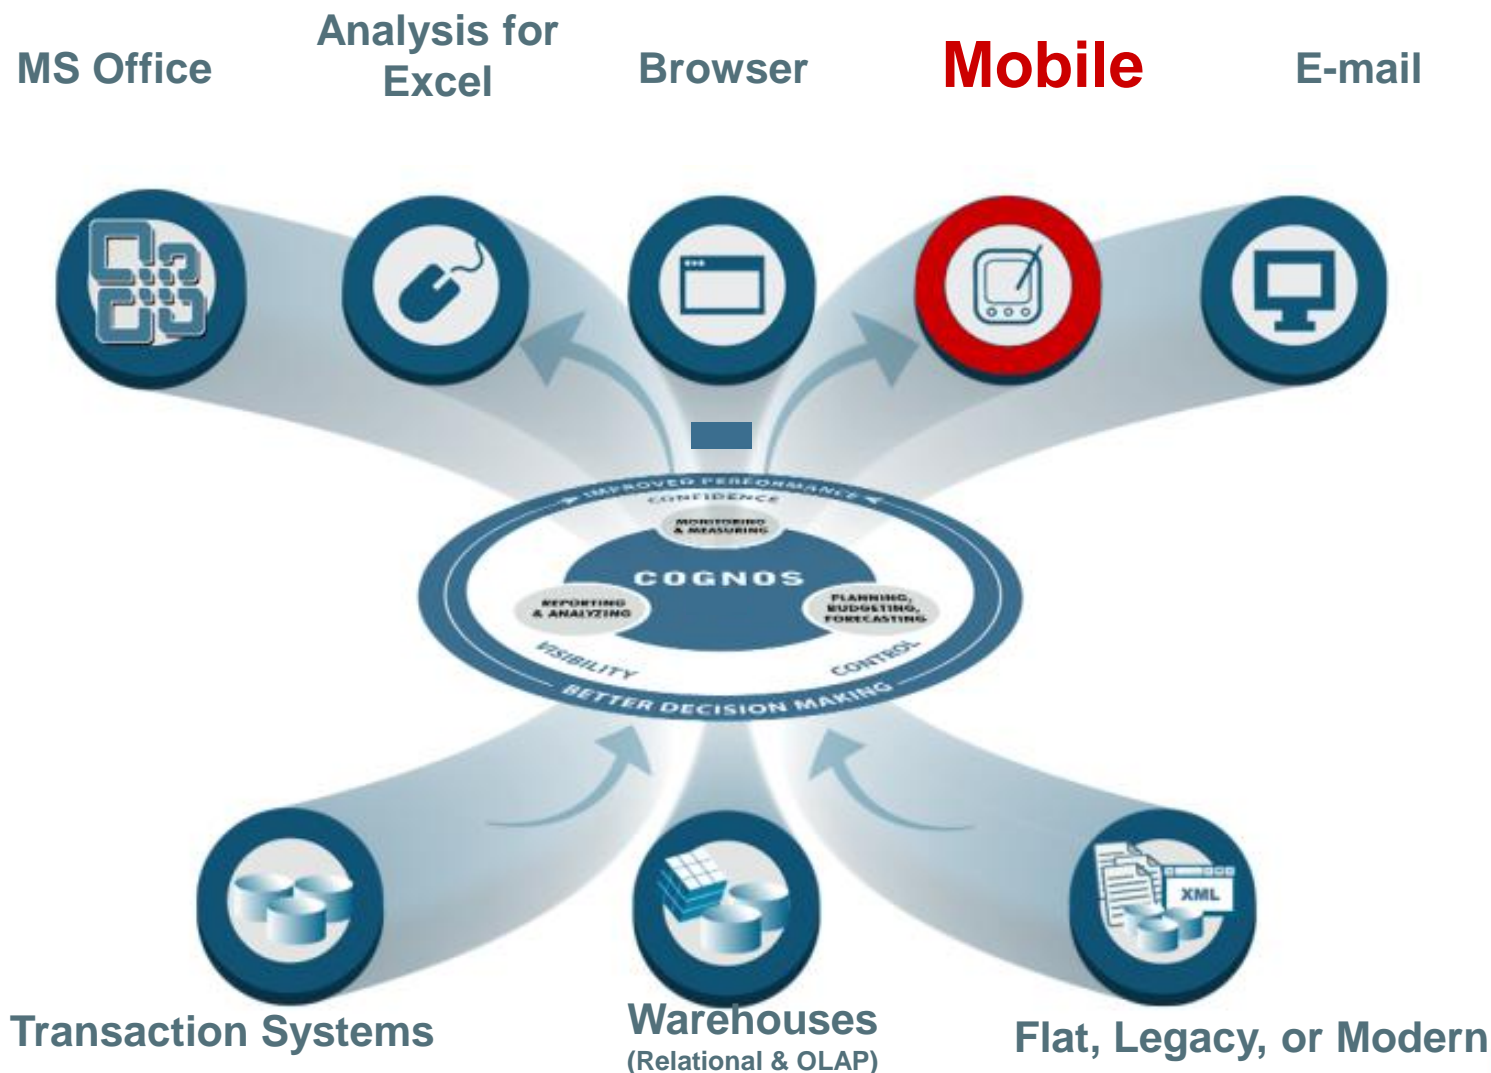 MS Office
Analysis for
Excel
Browser
Mobile
E-mail
IMPROVED PERFORMANCE
CONFIDENCE
MONITORING
& MEASURING
COGNOS
REPORTING
& ANALYZING
PLANNING,
BUDGETING,
FORECASTING
VISIBILITY
CONTROL
BETTER DECISION MAKING
XML
Transaction Systems
Warehouses
(Relational & OLAP)
Flat, Legacy, or Modern